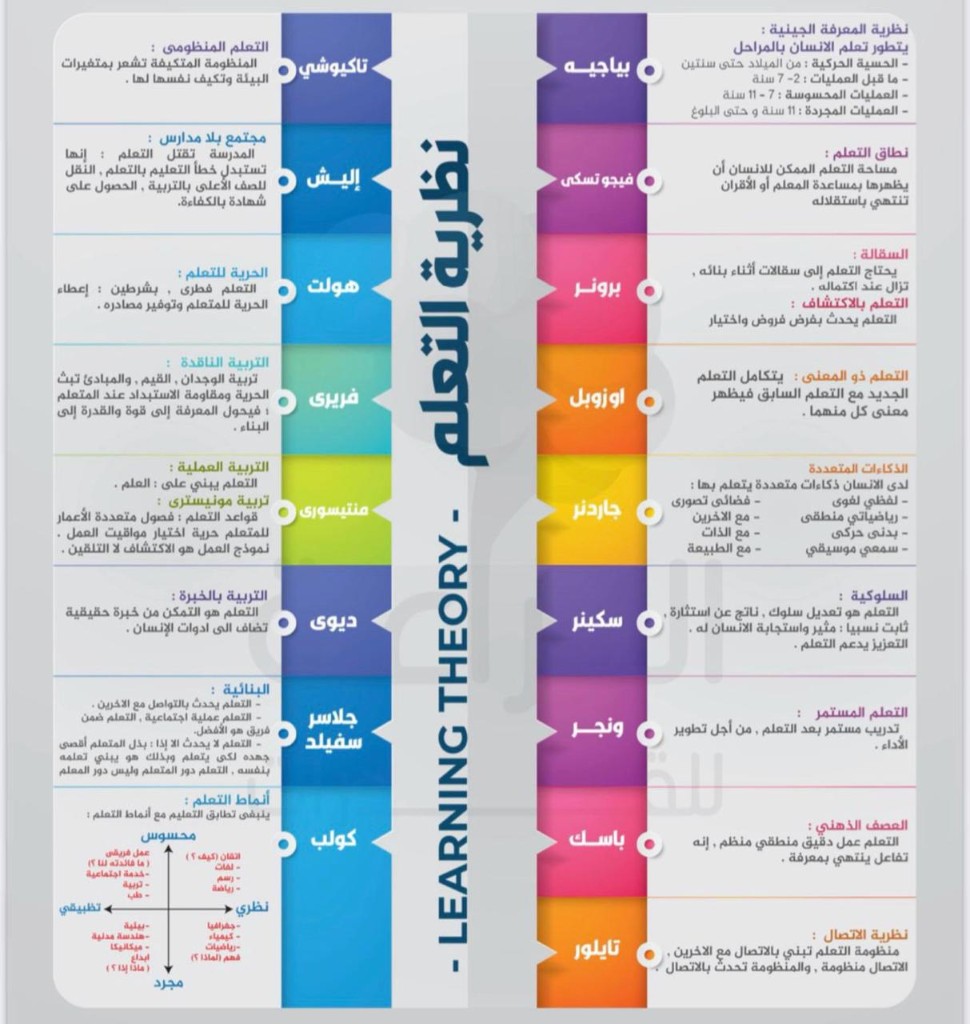 نظرية التعلم
- LEARNING THEORY -
بياجيه
نظرية المعرفة الجينية :
يتطور تعلم الانسان بالمراحل
- الحسية الحركية : من الميلاد حتى سنتين
- ما قبل العمليات : 2- 7 سنة
- العمليات المحسوسة : 7 - 11 سنة
- العمليات المجردة : 11 سنة و حتى البلوغ
فيجوتسكى
نطاق التعلم :
مساحة التعلم الممكن للانسان أن
يظهرها بمساعدة المعلم أو الأقران
تنتهي باستقلاله
برونر
السقالة :
يحتاج التعلم إلى سقالات أثناء بنائه ,
تزال عند اكتماله .
التعلم بالاكتشاف :
التعلم يحدث بفرض فروض واختيار
اوزوبل
التعلم ذو المعنى : يتكامل التعلم
الجديد مع التعلم السابق فيظهر
معنى كل منهما .
جاردنر
الذكاءات المتعددة
لدى الانسان ذكاءات متعددة يتعلم بها :
- لفظي لغوى - فضائى تصورى
- رياضياتي منطقى - مع الاخرين
- بدنى حركى - مع الذات
- سمعي موسيقي - مع الطبيعة
سكينر
السلوكية :
التعلم هو تعديل سلوك , ناتج عن استثارة ,
ثابت نسبيا : مثير واستجابة الانسان له .
التعزيز يدعم التعلم .
ونجر
التعلم المستمر :
تدريب مستمر بعد التعلم , من أجل تطوير
الأداء .
باسك
العصف الذهني :
التعلم عمل دقيق منطقي منظم , إنه
تفاعل ينتهي بمعرفة .
تايلور
نظرية الاتصال :
منظومة التعلم تبني بالاتصال مع الاخرين ,
الاتصال منظومة , والمنظومة تحدث بالاتصال .
تاكيوشي
التعلم المنظومى :
المنظومة المتكيفة تشعر بمتغيرات
البيئة وتكيف نفسها لها .
إليش
مجتمع بلا مدارس :
المدرسة تقتل التعلم : إنها
تستبدل خطأ التعليم بالتعلم , النقل
للصف الأعلى بالتربية , الحصول على
شهادة بالكفاءة.
هولت
الحرية للتعلم :
التعلم فطرى , بشرطين : إعطاء
الحرية للمتعلم وتوفير مصادره .
فريرى
التربية الناقدة :
تربية الوجدان , القيم , والمبادئ تبث
الحرية ومقاومة الاستبداد عند المتعلم
؛ فيحول المعرفة إلى قوة والقدرة إلى
البناء .
منتيسورى
التربية العملية :
التعلم يبني على : العلم .
تربية مونيسترى :
قواعد التعلم : فصول متعددة الأعمار
للمتعلم حرية اختيار مواقيت العمل .
نموذج العمل هو الاكتشاف لا التلقين .
ديوى
التربية بالخبرة :
التعلم هو التمكن من خبرة حقيقية
تضاف الى ادوات الإنسان .
جلاسر
سفيلد
البنائية :
- التعلم يحدث بالتواصل مع الاخرين .
- التعلم عملية اجتماعية , التعلم ضمن
فريق هو الأفضل.
- التعلم لا يحدث الا إذا : بذل المتعلم أقصى
جهده لكى يتعلم وبذلك هو يبني تعلمه
بنفسه , التعلم دور المتعلم وليس دور المعلم
كولب
أنماط التعلم :
ينبغى تطابق التعليم مع أنماط التعلم :
محسوس
اتقان (كيف ؟ )
- لغات
- رسم
- رياضة
عمل فريقى
( ما فائدته لنا ؟)
-خدمة اجتماعية
- تربية
- طب
نظري
تطبيقي
-جغرافيا
- كيمياء
-رياضيات
فهم (لماذا ؟)
-بيئية
-هندسة مدنية
- ميكانيكا
ابداع
( ماذا إذا ؟ )
مجرد